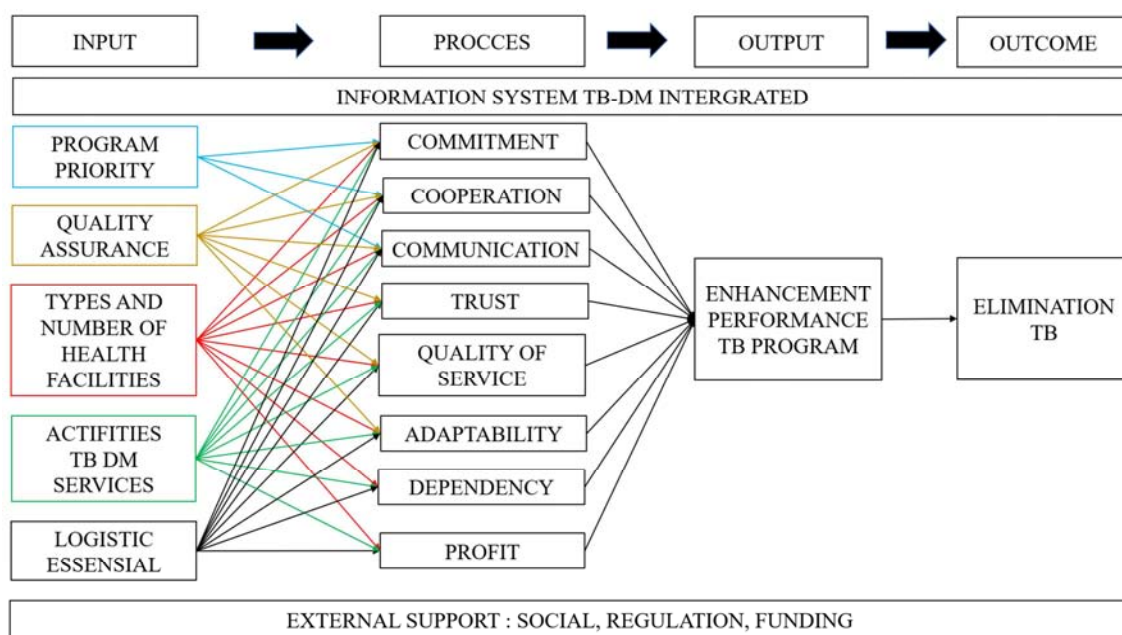 INPUT
PROCCES
OUTPUT
OUTCOME
INFORMATION SYSTEM TB-DM INTERGRATED
PROGRAM
PRIORITY
QUALITY
ASSURANCE
TYPES AND
NUMBER OF
HEALTH
FACILITIES
ACTIFITIES
TB DM
SERVICES
LOGISTIC
ESSENSIAL
COMMITMENT
COOPERATION
COMMUNICATION
TRUST
QUALITY OF
SERVICE
ADAPTABILITY
DEPENDENCY
PROFIT
ENHANCEMENT
PERFORMANCE
TB PROGRAM
ELIMINATION
TB
EXTERNAL SUPPORT : SOCIAL, REGULATION, FUNDING